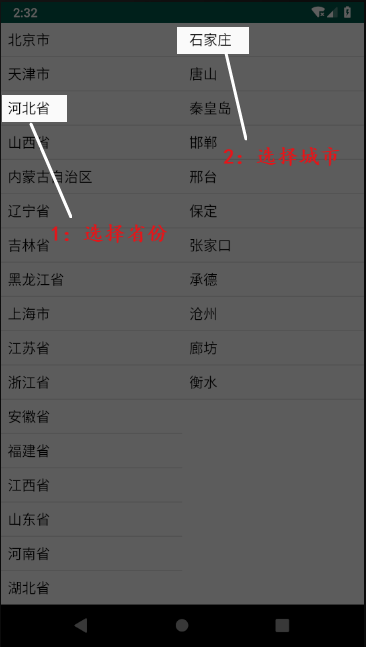 2:32
北京市
天津市
河北省
山西省
内蒙古自治区
辽宁省
吉林省
黑龙江省
上海市
江苏省
浙江省
安徽省
福建省
江西省
山东省
河南省
湖北省
石家庄
唐山
秦皇岛
邯郸
邢台
保定
张家口
承德
沧州
廊坊
衡水
1：选择省份
2：选择城市